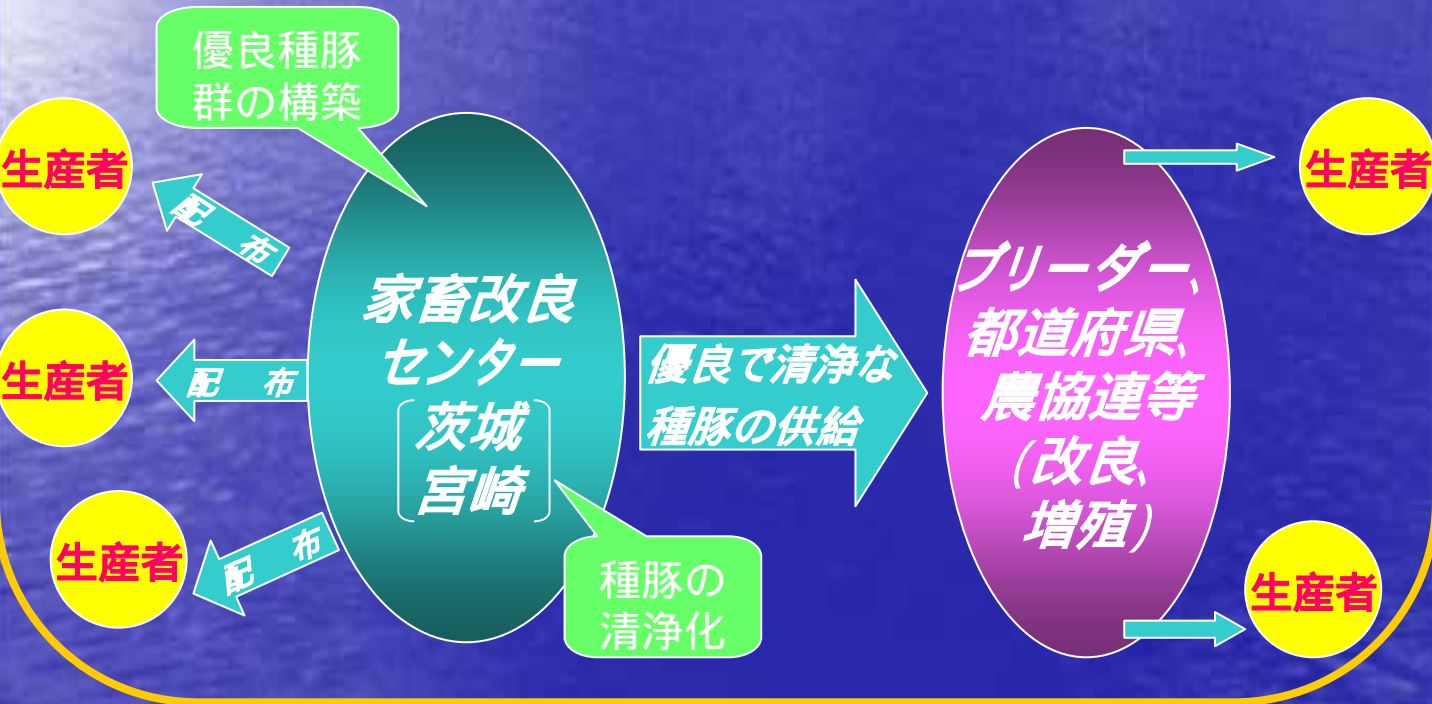 優良種豚
群の構築
生産者
配 布
生産者
配 布
生産者
配 布
家畜改良
センター
茨城
宮崎
種豚の
清浄化
優良で清浄な
種豚の供給
ブリーダー、
都道府県、
農協連等
(改良、
増殖)
生産者
生産者